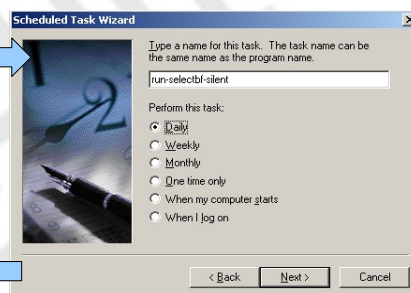 Scheduled Task Wizard
Type a name for this task. The task name can be
the same name as the program name.
run-selectbf-silent
Perform this task:
Daily
Weekly
Monthly
One time only
When my computer starts
When I log on
< Back
Next >
Cancel